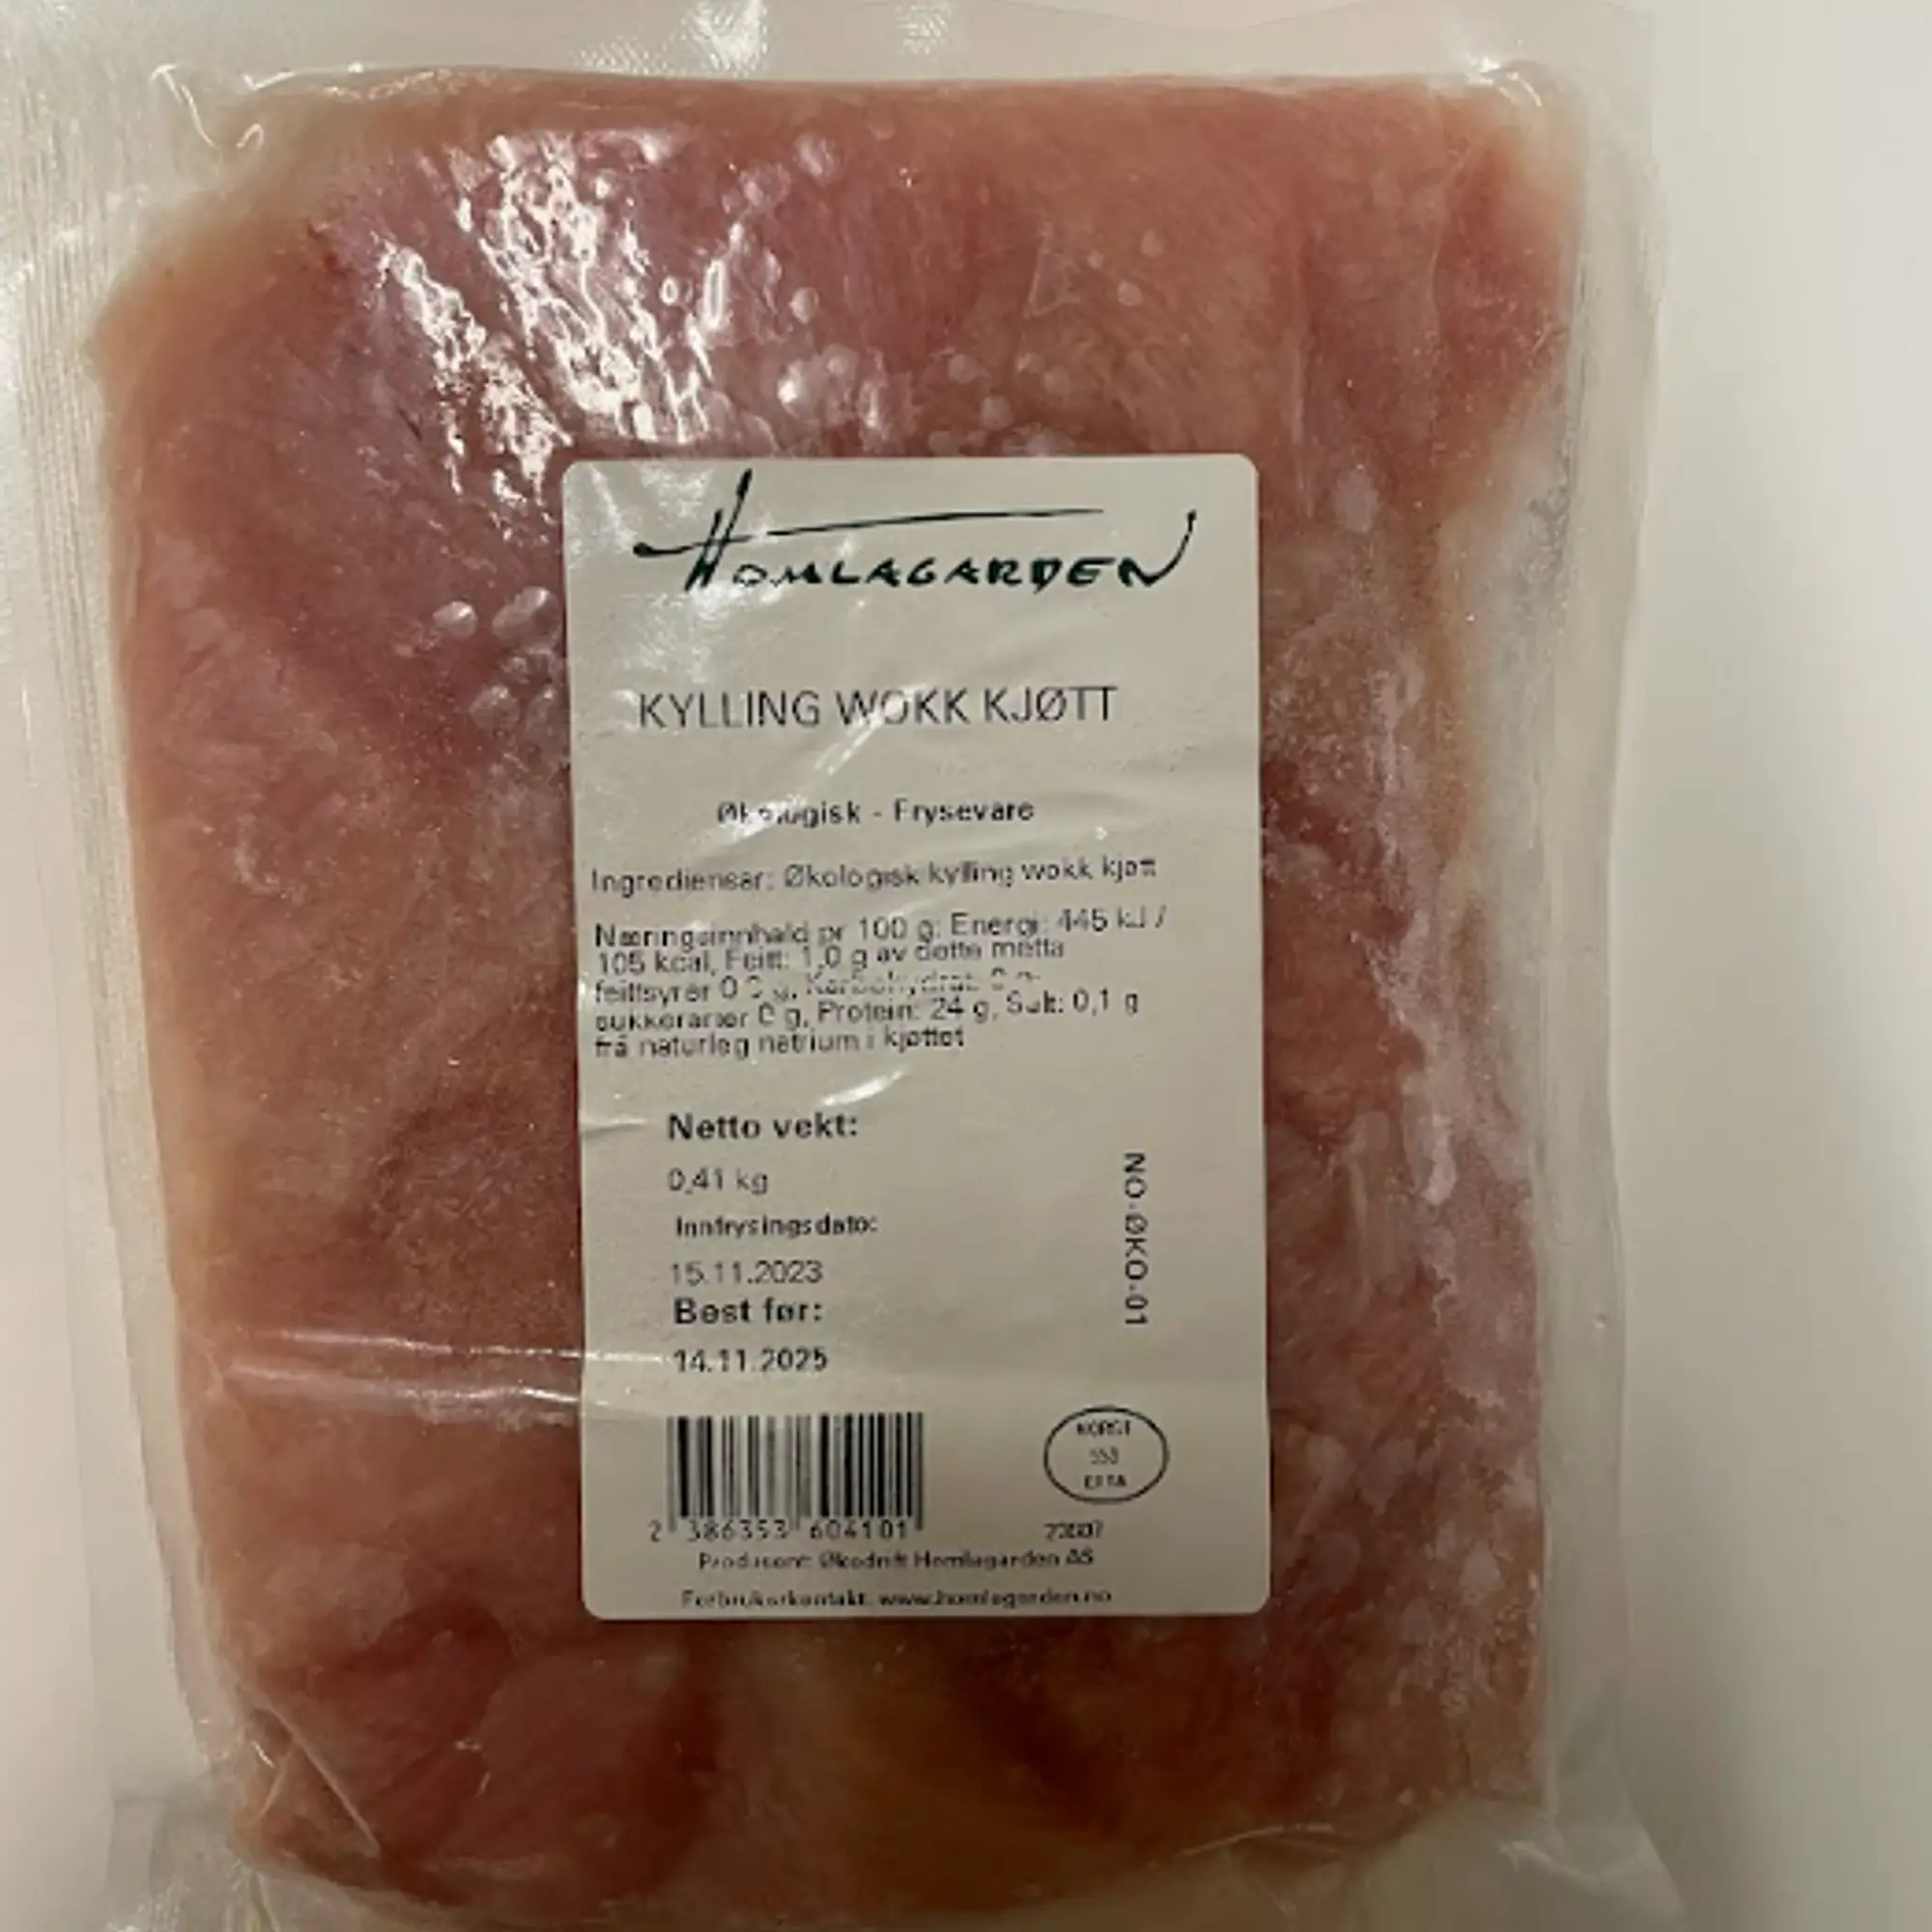 HOMLAGARDEN
KYLLING WOKK KJØTT
Økologisk - Frysevare
Ingrediensar: Økologisk kylling wokk kjøtt
Næringsinnhald pr 100 g: Energi: 445 kJ /
105 kcal, Feitt: 1,0 g av dette metta
feittsyrer Karbohydrat:
sukkerarter 0 g, Protein: 24 g, Salt: 0,1 g
frå naturleg natrium i kjøttet
Netto vekt:
0,41 kg
Innfrysingsdato:
15.11.2023
Best før:
14.11.2025
NO-ØKO-01
NORGE
EFTA
2 386353 604101
Produsent: Økodrift Homlagarden AS
Forbrukarkontakt: www.homlagarden.no